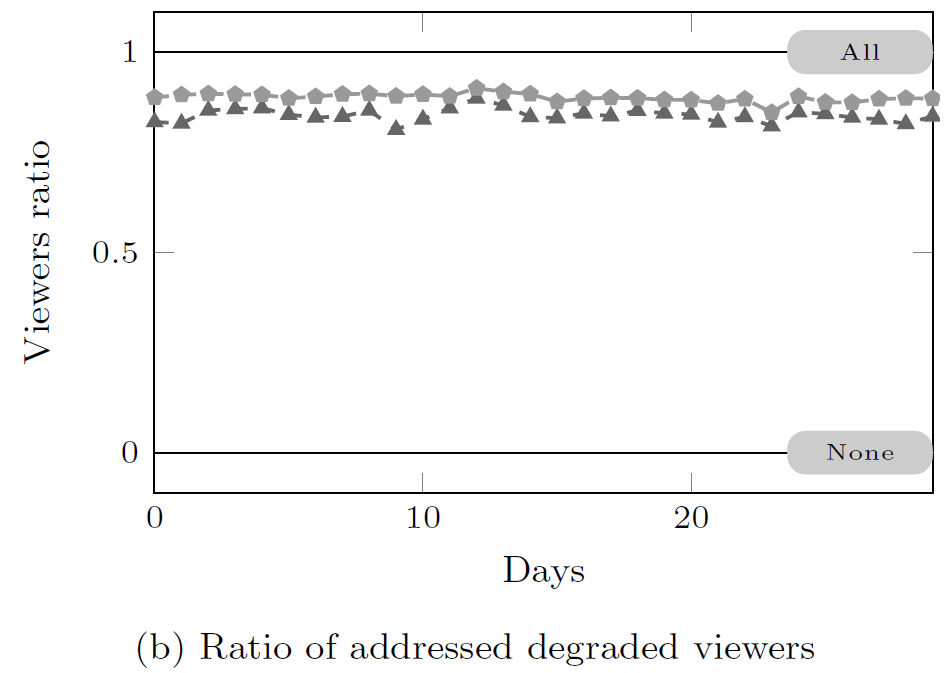 1
All
Viewers ratio
0.5
0
None
0 10 20
Days
(b) Ratio of addressed degraded viewers